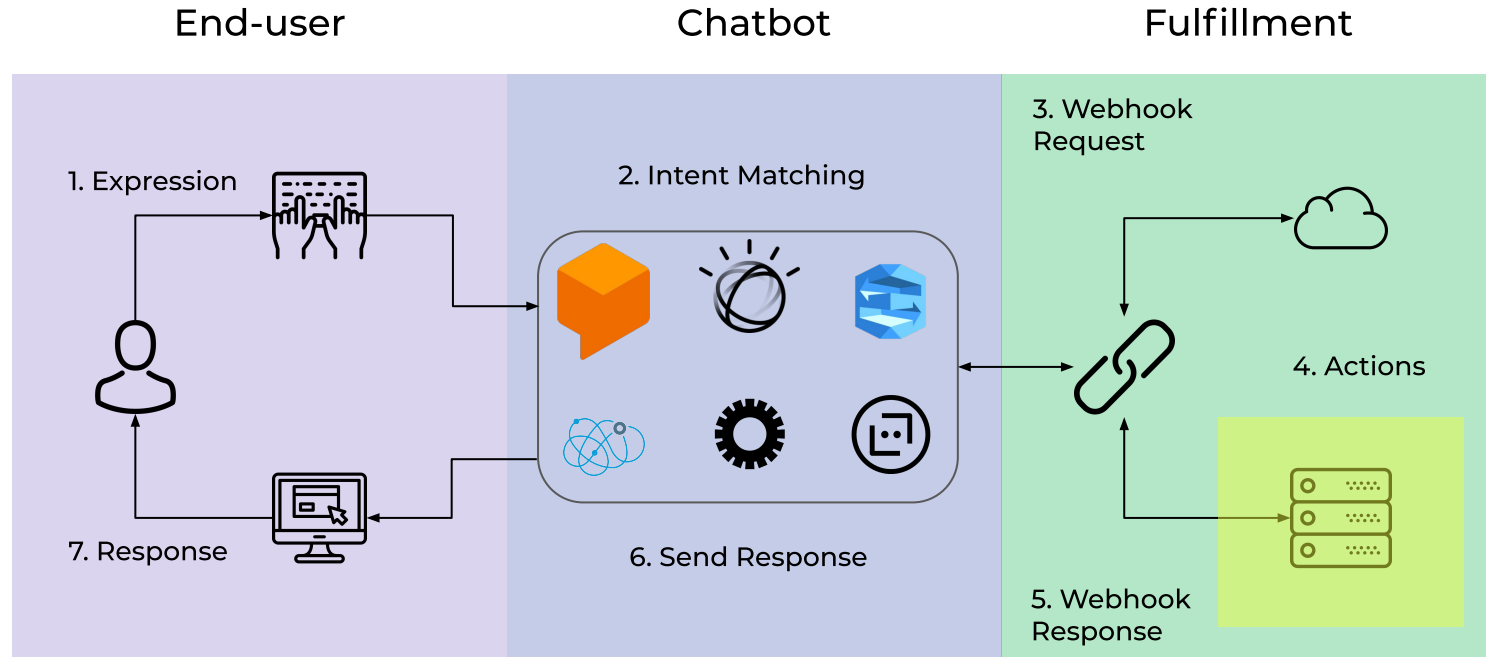 End-user
Chatbot
Fulfillment
1. Expression
2. Intent Matching
3. Webhook
Request
4. Actions
5. Webhook
Response
6. Send Response
7. Response